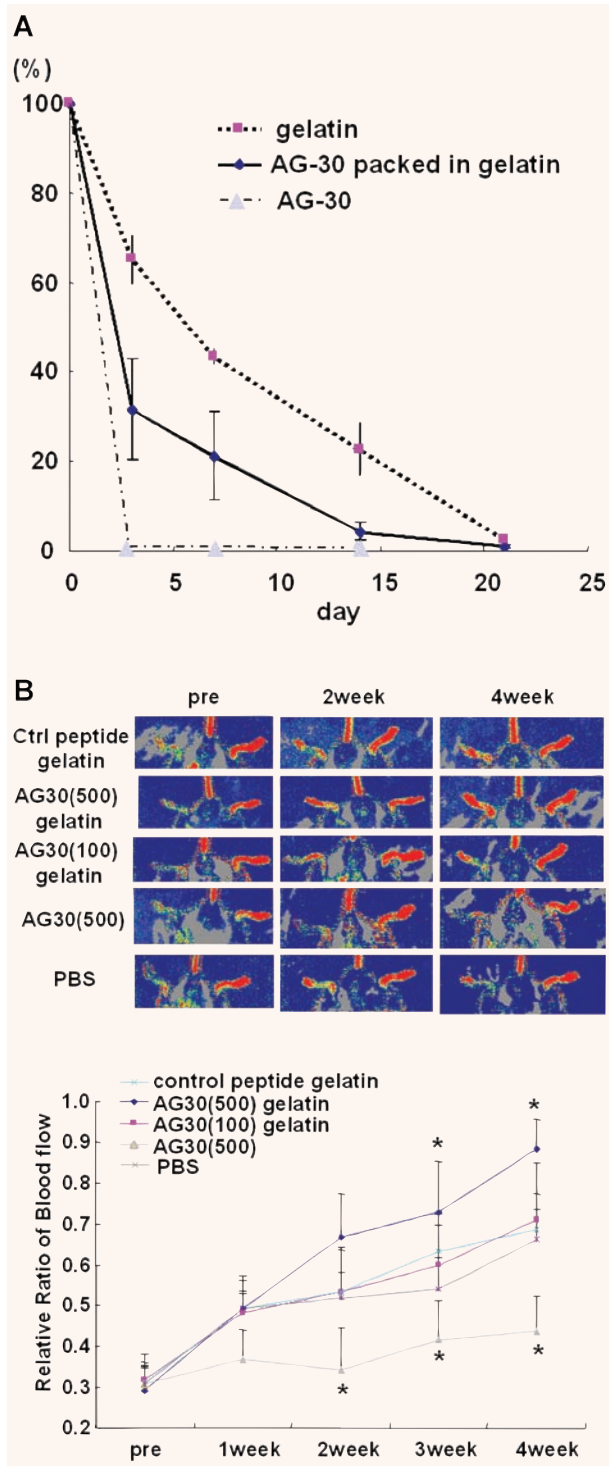 A
(%)
100
80
60
40
20
0
gelatin
AG-30 packed in gelatin
AG-30
0 5 10 15 20 25
day
B
pre 2week 4week
Ctrl peptide
gelatin
AG30(500)
gelatin
AG30(100)
gelatin
AG30(500)
PBS
control peptide gelatin
AG30(500) gelatin
AG30(100) gelatin
AG30(500)
PBS
Relative Ratio of Blood flow
1.0
0.9
0.8
0.7
0.6
0.5
0.4
0.3
0.2
* * * * *
pre 1week 2week 3week 4week